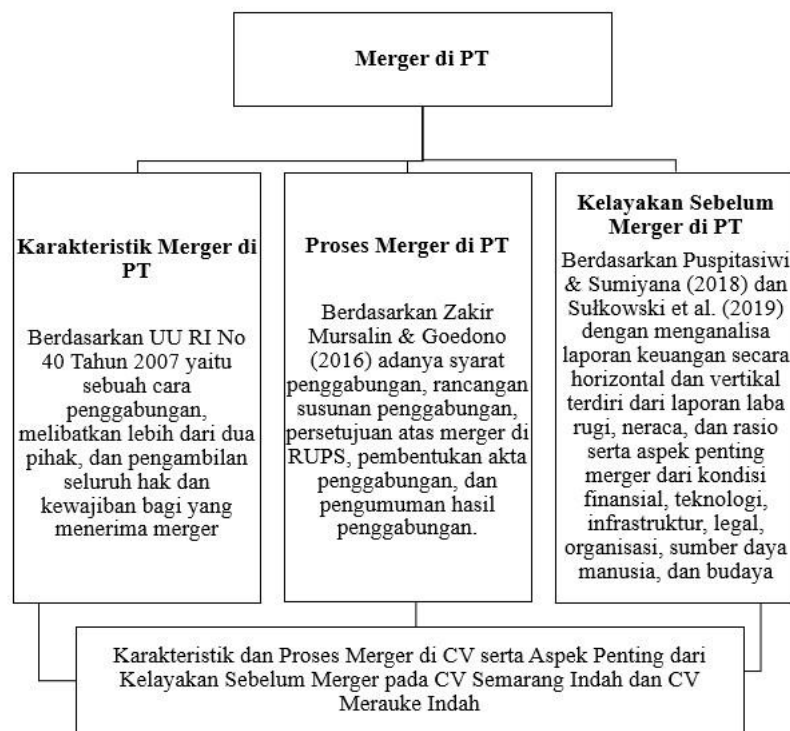 Merger di PT
Karakteristik Merger di
PT
Berdasarkan UU RI No
40 Tahun 2007 yaitu
sebuah cara
penggabungan,
melibatkan lebih dari dua
pihak, dan pengambilan
seluruh hak dan
kewajiban bagi yang
menerima merger
Proses Merger di PT
Berdasarkan Zakir
Mursalin & Goedono
(2016) adanya syarat
penggabungan, rancangan
susunan penggabungan,
persetujuan atas merger di
RUPS, pembentukan akta
penggabungan, dan
pengumuman hasil
penggabungan.
Kelayakan Sebelum
Merger di PT
Berdasarkan Puspitasiwi
& Sumiyana (2018) dan
Sułkowski et al. (2019)
dengan menganalisa
laporan keuangan secara
horizontal dan vertikal
terdiri dari laporan laba
rugi, neraca, dan rasio
serta aspek penting
merger dari kondisi
finansial, teknologi,
infrastruktur, legal,
organisasi, sumber daya
manusia, dan budaya
Karakteristik dan Proses Merger di CV serta Aspek Penting dari
Kelayakan Sebelum Merger pada CV Semarang Indah dan CV
Merauke Indah